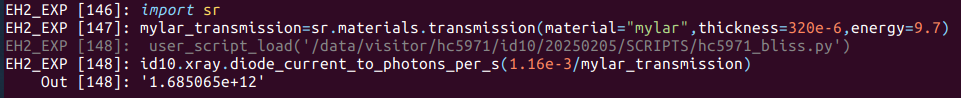 EH2_EXP [146]: import sr
EH2_EXP [147]: mylar_transmission=sr.materials.transmission(material="mylar",thickness=320e-6,energy=9.7)
EH2_EXP [148]:  user_script_load('/data/visitor/hc5971/id10/20250205/SCRIPTS/hc5971_bliss.py')
EH2_EXP [148]: id10.xray.diode_current_to_photons_per_s(1.16e-3/mylar_transmission)
Out [148]: '1.685065e+12'